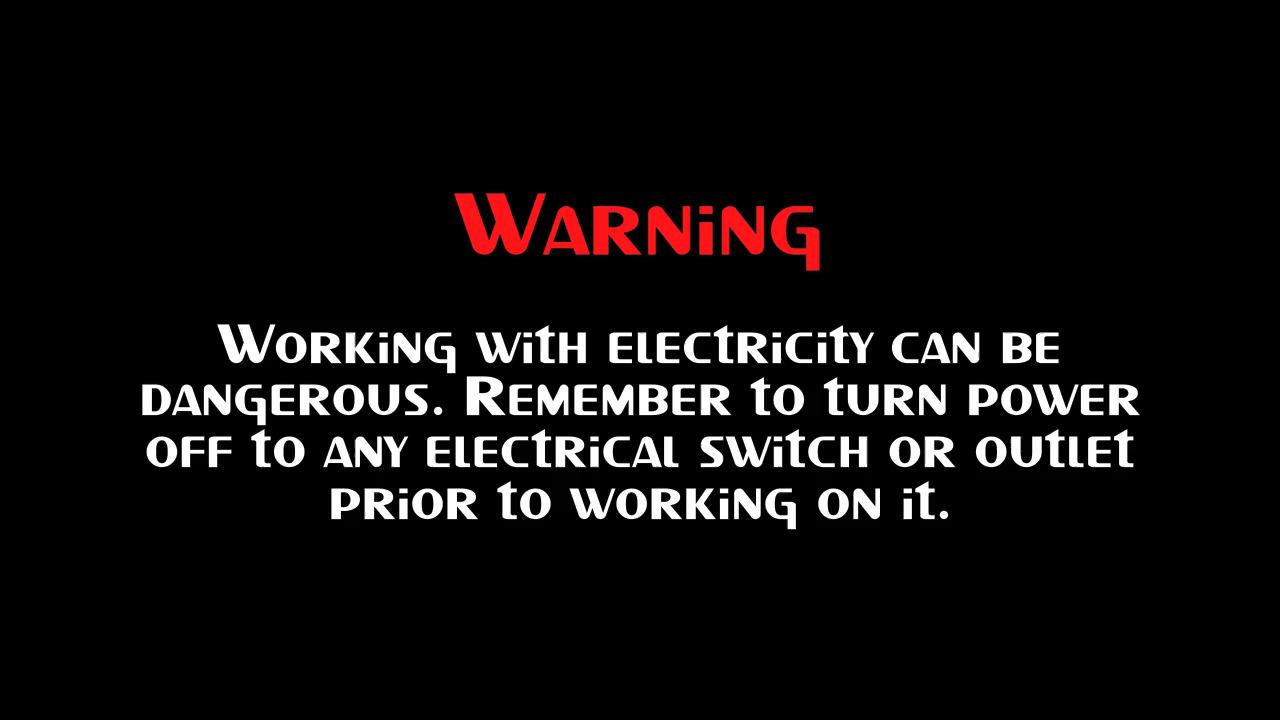 Warning
Working with electricity can be
dangerous. Remember to turn power
off to any electrical switch or outlet
prior to working on it.